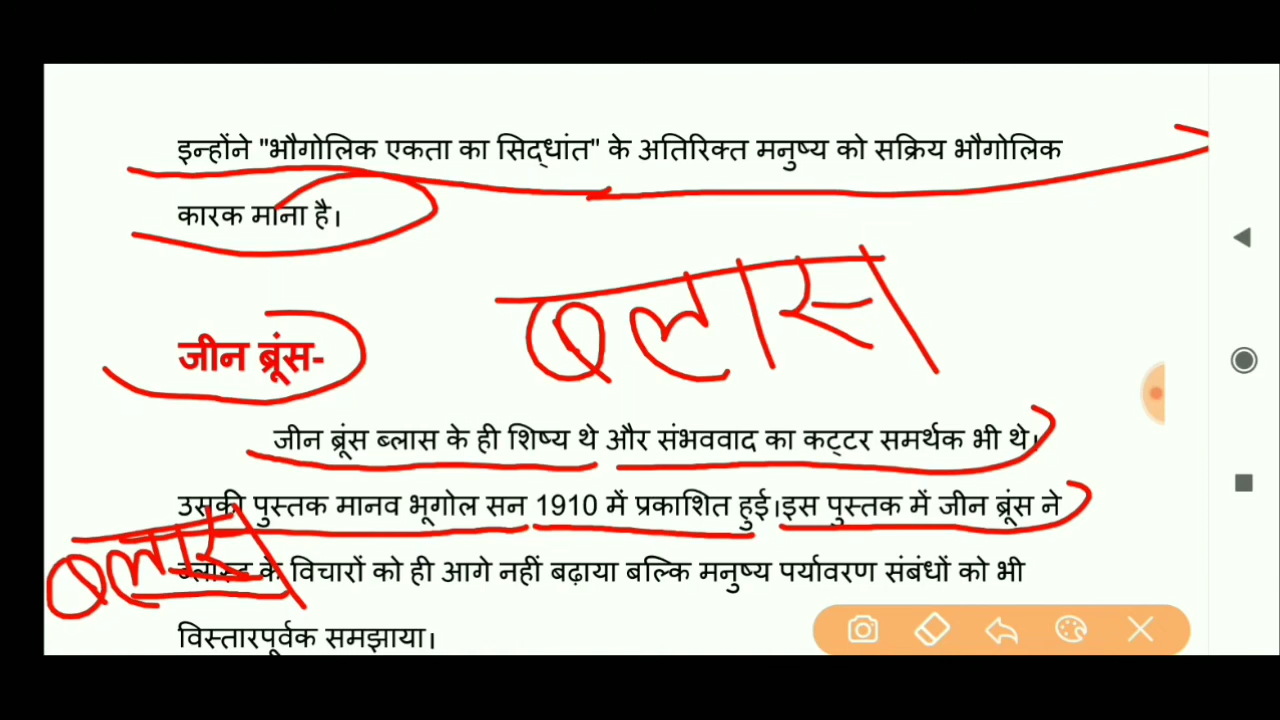 इन्होंने "भौगोलिक एकता का सिद्धांत" के अतिरिक्त मनुष्य को सक्रिय भौगोलिक
कारक माना है।
ब्लास
जीन ब्रूंस-
जीन ब्रूंस ब्लास के ही शिष्य थे और संभववाद का कट्टर समर्थक भी थे।
उसकी पुस्तक मानव भूगोल सन 1910 में प्रकाशित हुई।इस पुस्तक में जीन ब्रूंस ने
ब्लास
के विचारों को ही आगे नहीं बढ़ाया बल्कि मनुष्य पर्यावरण संबंधों को भी
विस्तारपूर्वक समझाया।